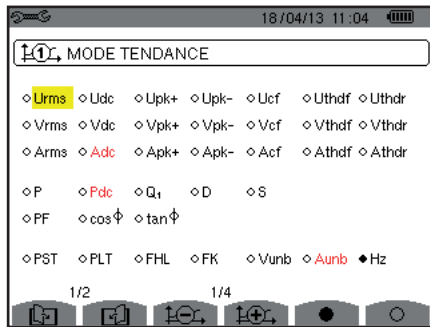 18/04/13 11:04
1 MODE TENDANCE
Urms Udc Upk+ Upk- Ucf Uthdf Uthdr
Vrms Vdc Vpk+ Vpk- Vcf Vthdf Vthdr
Arms Adc Apk+ Apk- Acf Athdf Athdr
P Pdc Q₁ D S
PF cosΦ tanΦ
PST PLT FHL FK Vunb Aunb Hz
1/2 1/4